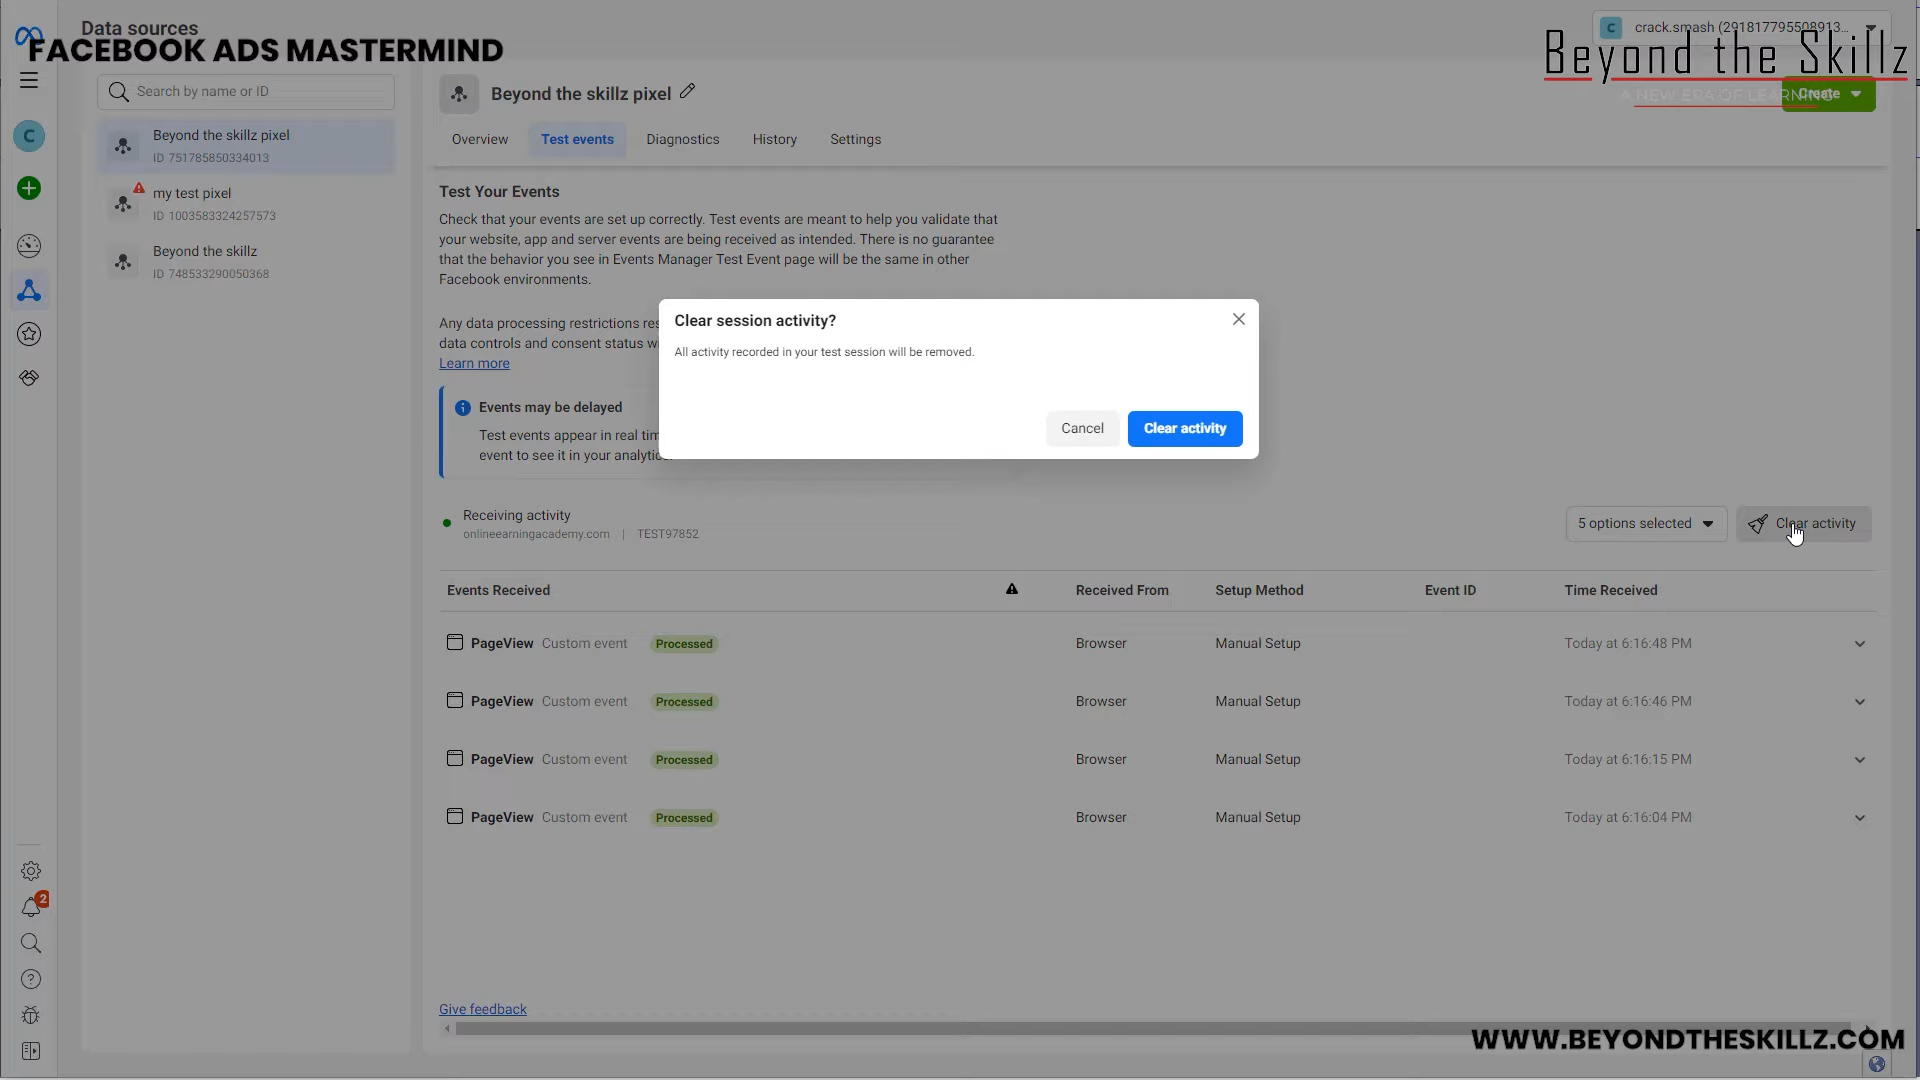 Data sources
FACEBOOK ADS MASTERMIND
C crack.smash (291817795508913...
Beyond the Skillz
A NEW ERA OF LEARNING
Create
Search by name or ID
C
Beyond the skillz pixel
ID 751785850334013
my test pixel
ID 1003583324257573
Beyond the skillz
ID 748533290050368
2
Beyond the skillz pixel
Overview Test events Diagnostics History Settings
Test Your Events
Check that your events are set up correctly. Test events are meant to help you validate that
your website, app and server events are being received as intended. There is no guarantee
that the behavior you see in Events Manager Test Event page will be the same in other
Facebook environments.
Any data processing restrictions res
data controls and consent status w
Learn more
Events may be delayed
Test events appear in real tim
event to see it in your analytic
Clear session activity?
All activity recorded in your test session will be removed.
Cancel Clear activity
Receiving activity
onlineearningacademy.com | TEST97852
5 options selected Clear activity
Events Received Received From Setup Method Event ID Time Received
PageView Custom event Processed Browser Manual Setup Today at 6:16:48 PM
PageView Custom event Processed Browser Manual Setup Today at 6:16:46 PM
PageView Custom event Processed Browser Manual Setup Today at 6:16:15 PM
PageView Custom event Processed Browser Manual Setup Today at 6:16:04 PM
Give feedback
WWW.BEYONDTHESKILLZ.COM